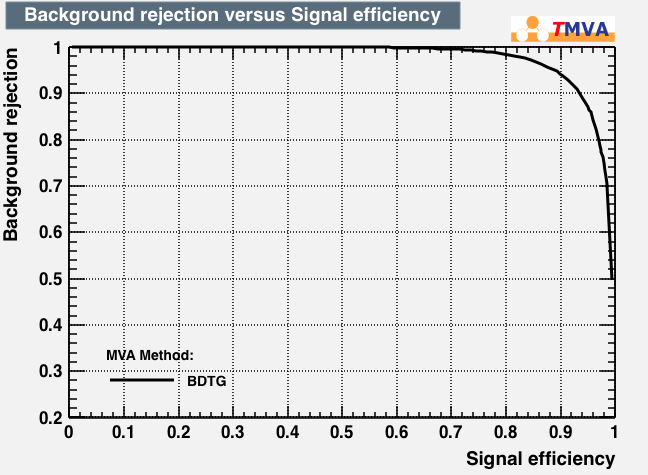 Background rejection versus Signal efficiency
TMVA
Background rejection
1
0.9
0.8
0.7
0.6
0.5
0.4
0.3
0.2
MVA Method:
BDTG
0 0.1 0.2 0.3 0.4 0.5 0.6 0.7 0.8 0.9 1
Signal efficiency